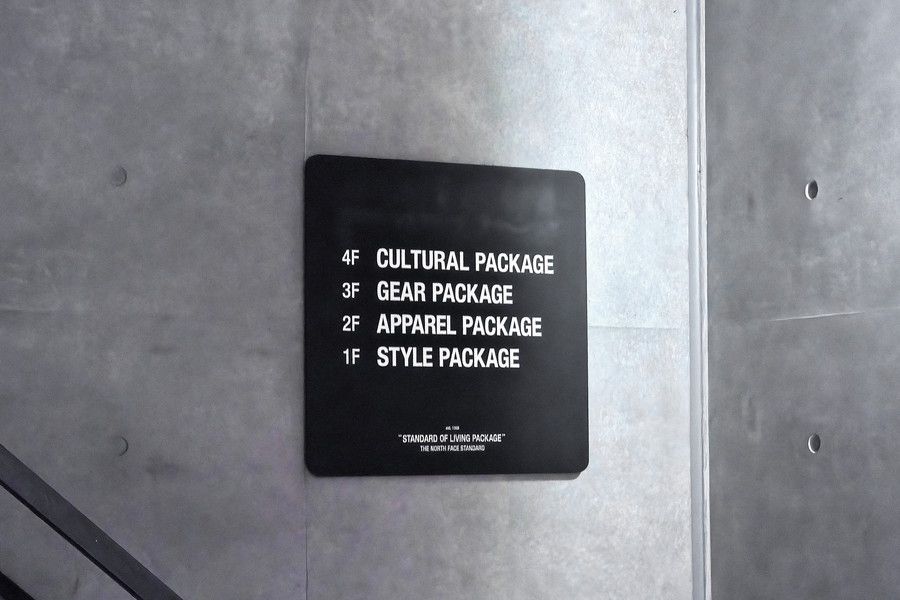 4F CULTURAL PACKAGE
3F GEAR PACKAGE
2F APPAREL PACKAGE
1F STYLE PACKAGE
"STANDARD OF LIVING PACKAGE"
THE NORTH FACE STANDARD